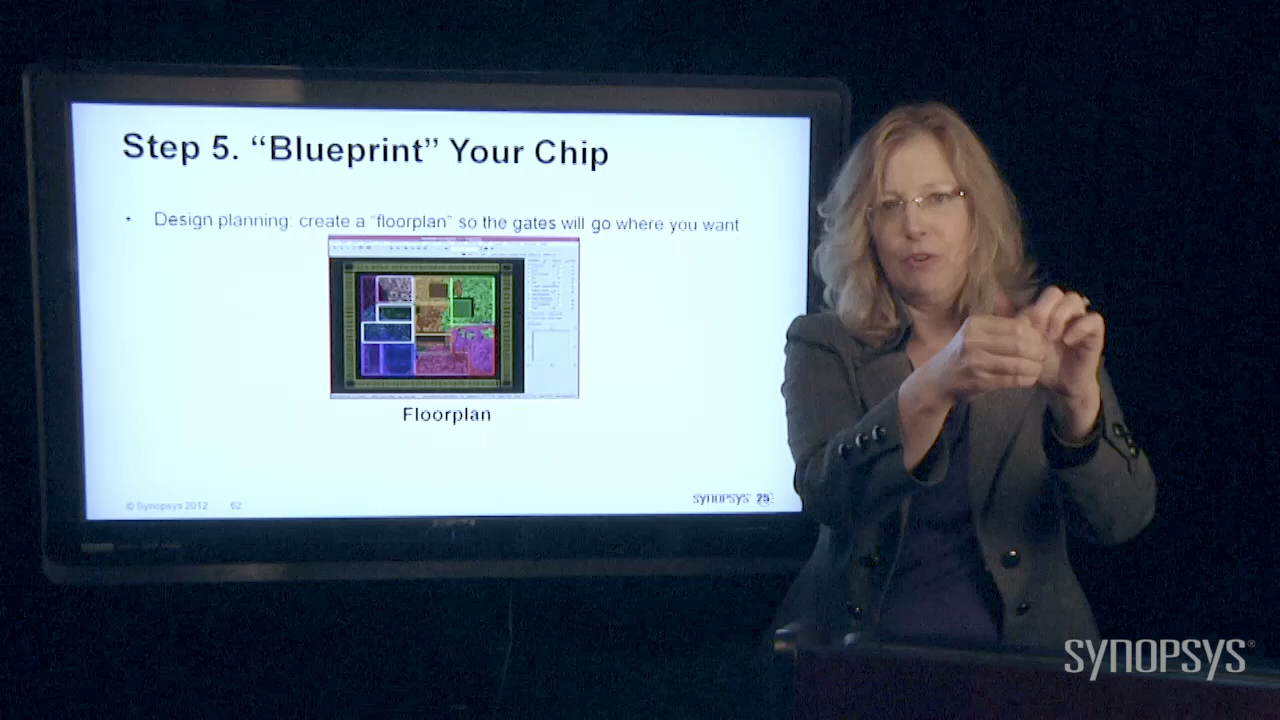 Step 5. “Blueprint” Your Chip
• Design planning: create a “floorplan” so the gates will go where you want
Floorplan
© Synopsys 2012 62
SYNOPSYS 25
SYNOPSYS®